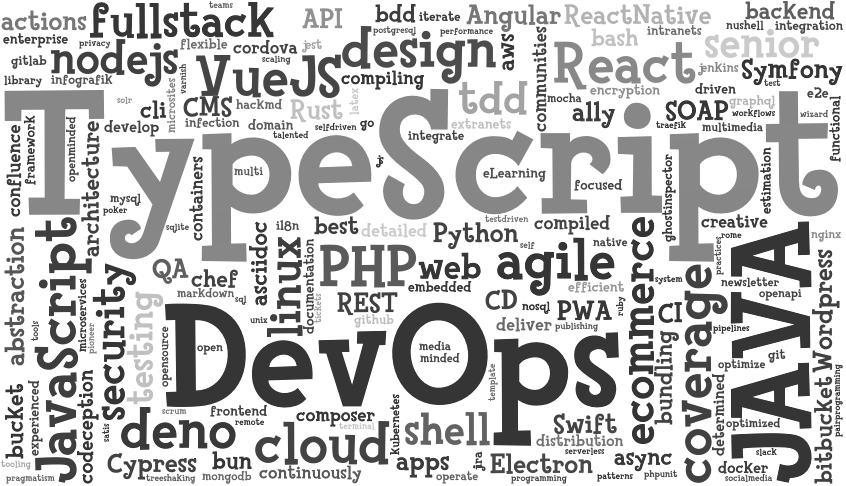 teams
actions
fullstack
API
bdd
iterate
Angular
ReactNative
backend
enterprise
privacy
flexible
cordova
jest
postgresql
performance
intranets
nushell
integration
gitlab
nodejs
scaling
design
aws
communities
bash
senior
library
infografik
varnish
VueJS
compiling
React
jenkins
Symfony
test
solr
microsites
cli
CMS
hackmd
Rust
latex
tdd
encryption
driven
e2e
mocha
ally
SOAP
graphql
workflows
wizard
functional
confluence
framework
openminded
develop
infection
domain
talented
selfdriven
go
extranets
traefik
multimedia
architecture
integrate
TypeScript
containers
multi
jr
eLearning
focused
ghostinspector
estimation
mysql
poker
sqlite
il8n
best
detailed
Python
testdriven
compiled
creative
rome
nginx
abstraction
JavaScript
asciidoc
linux
documentation
PHP
web
self
agile
native
practices
JAVA
Wordpress
QA
chef
markdown
sql
tickets
embedded
efficient
ecommerce
system
coverage
newsletter
openapi
tools
microservices
pioneer
security
testing
unix
REST
github
CD
nosql
PWA
ruby
CI
deliver
publishing
bundling
pipelines
opensource
open
DevOps
media
minded
template
git
optimize
bucket
experienced
codeception
scrum
frontend
remote
composer
terminal
kubernetes
shell
Swift
distribution
serverless
determined
optimized
bitbucket
pairprogramming
satis
deno
cloud
slack
tooling
pragmatism
Cypress
treeshaking
bun
mongodb
continuously
apps
operate
jra
Electron
programming
async
patterns
phpunit
docker
socialmedia